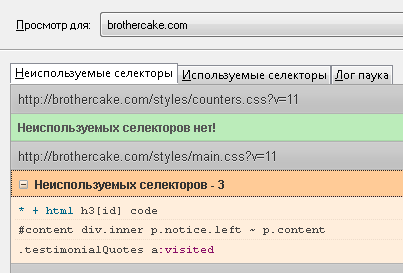 Просмотр для: brothercake.com
Неиспользуемые селекторы Используемые селекторы Лог паука
http://brothercake.com/styles/counters.css?v=11
Неиспользуемых селекторов нет!
http://brothercake.com/styles/main.css?v=11
Неиспользуемых селекторов - 3
* + html h3[id] code
#content div.inner p.notice.left ~ p.content
.testimonialQuotes a:visited